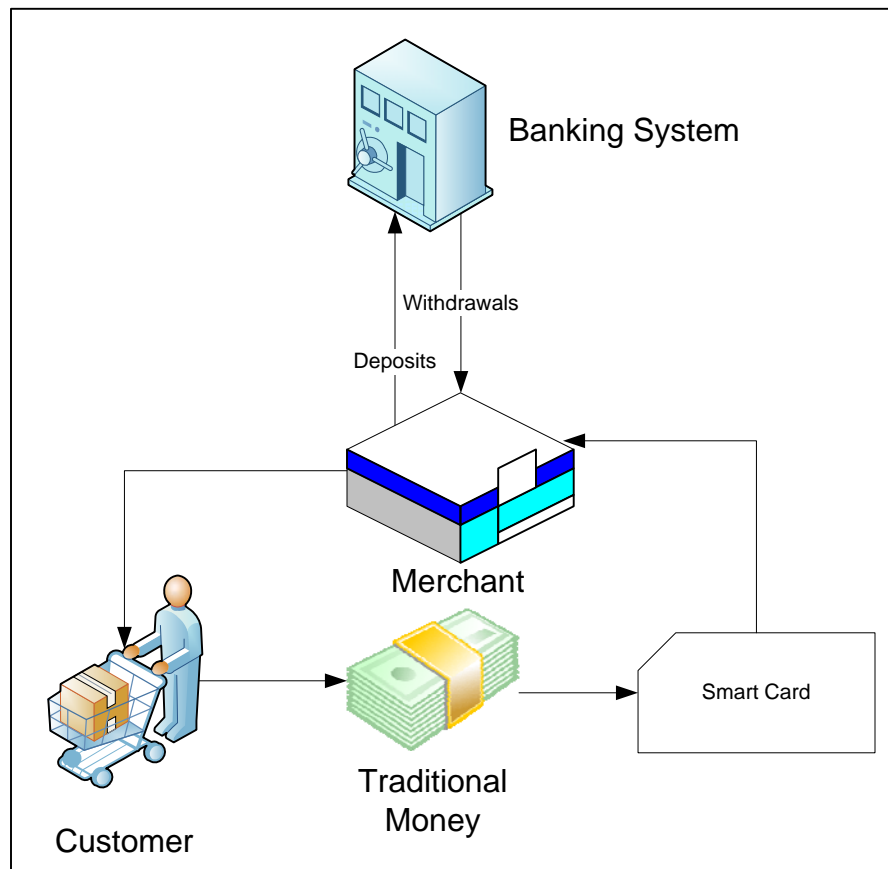 Banking System
Withdrawals
Deposits
Merchant
Smart Card
Traditional
Money
Customer